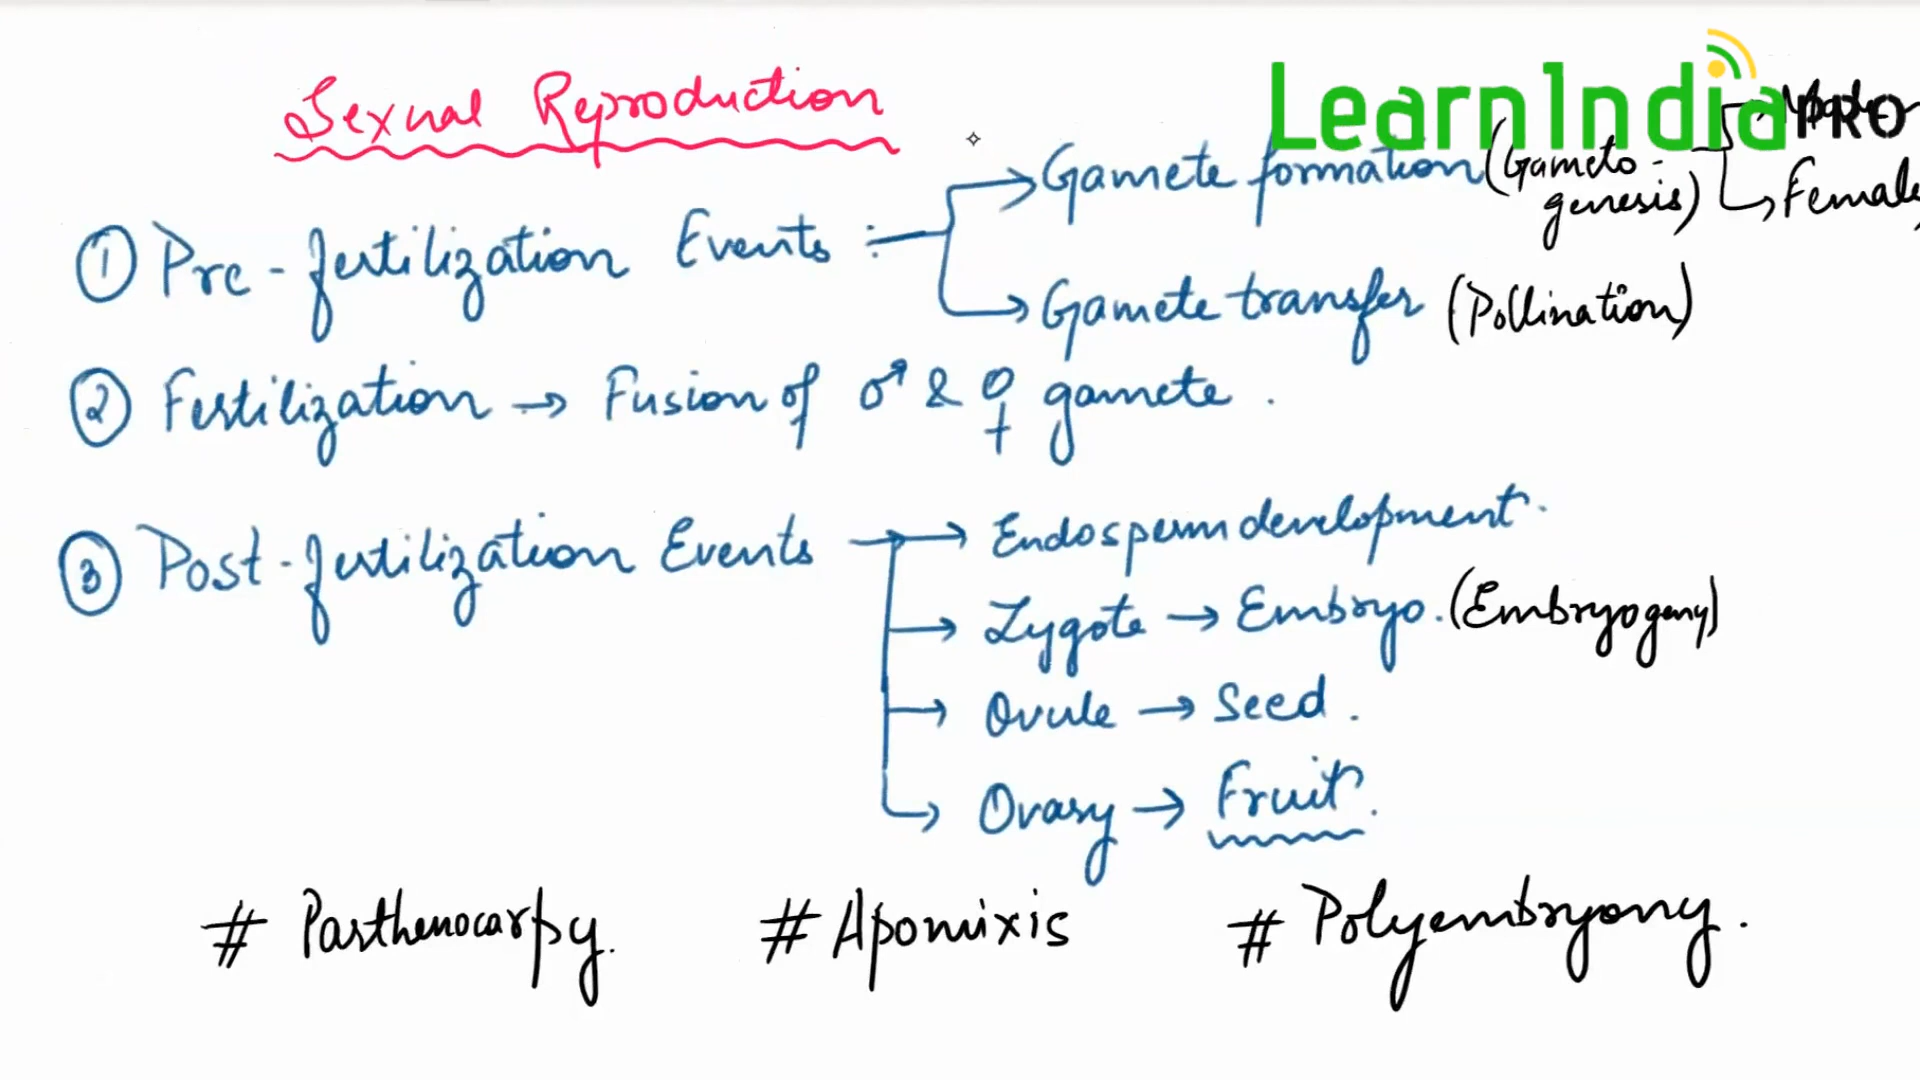 Sexual Reproduction
LearnIndia PRO
① Pre-fertilization Events :- → Gamete formation (Gameto-genesis) → Female
→ Gamete transfer (Pollination)
② Fertilization → Fusion of ♂ & ♀ gamete.
③ Post-fertilization Events → Endosperm development.
→ Zygote → Embryo. (Embryogeny)
→ Ovule → Seed.
→ Ovary → Fruit.
# Parthenocarpy. # Apomixis # Polyembryony.